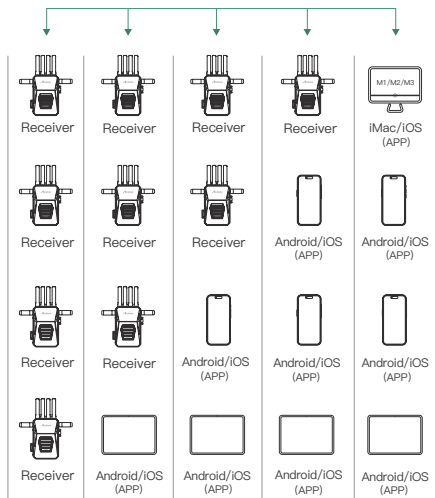 M1/M2/M3
Receiver Receiver Receiver Receiver iMac/iOS
(APP)
Receiver Receiver Receiver Android/iOS Android/iOS
(APP) (APP)
Receiver Receiver Android/iOS Android/iOS Android/iOS
(APP) (APP) (APP)
Receiver Android/iOS Android/iOS Android/iOS Android/iOS
(APP) (APP) (APP) (APP)